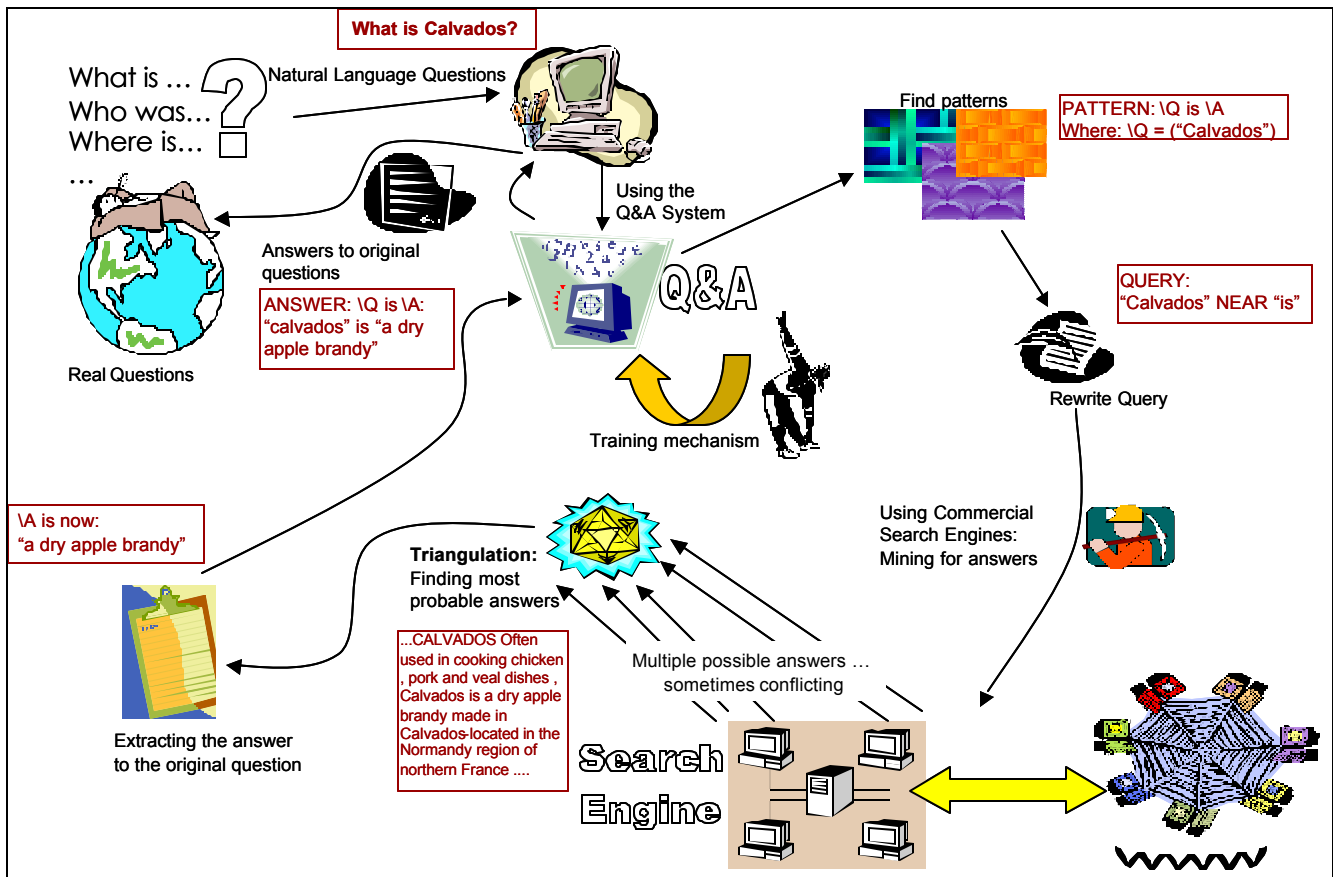 What is Calvados?
What is …
Who was…
Where is…
…
?
Natural Language Questions
Find patterns
PATTERN: \Q is \A
Where: \Q = (“Calvados”)
Using the
Q&A System
Answers to original
questions
Q&A
QUERY:
“Calvados” NEAR “is”
ANSWER: \Q is \A:
“calvados” is “a dry
apple brandy”
Real Questions
Rewrite Query
Training mechanism
\A is now:
“a dry apple brandy”
Using Commercial
Search Engines:
Mining for answers
Triangulation:
Finding most
probable answers
...CALVADOS Often
used in cooking chicken
, pork and veal dishes ,
Calvados is a dry apple
brandy made in
Calvados-located in the
Normandy region of
northern France ....
Multiple possible answers …
sometimes conflicting
Extracting the answer
to the original question
Search
Engine